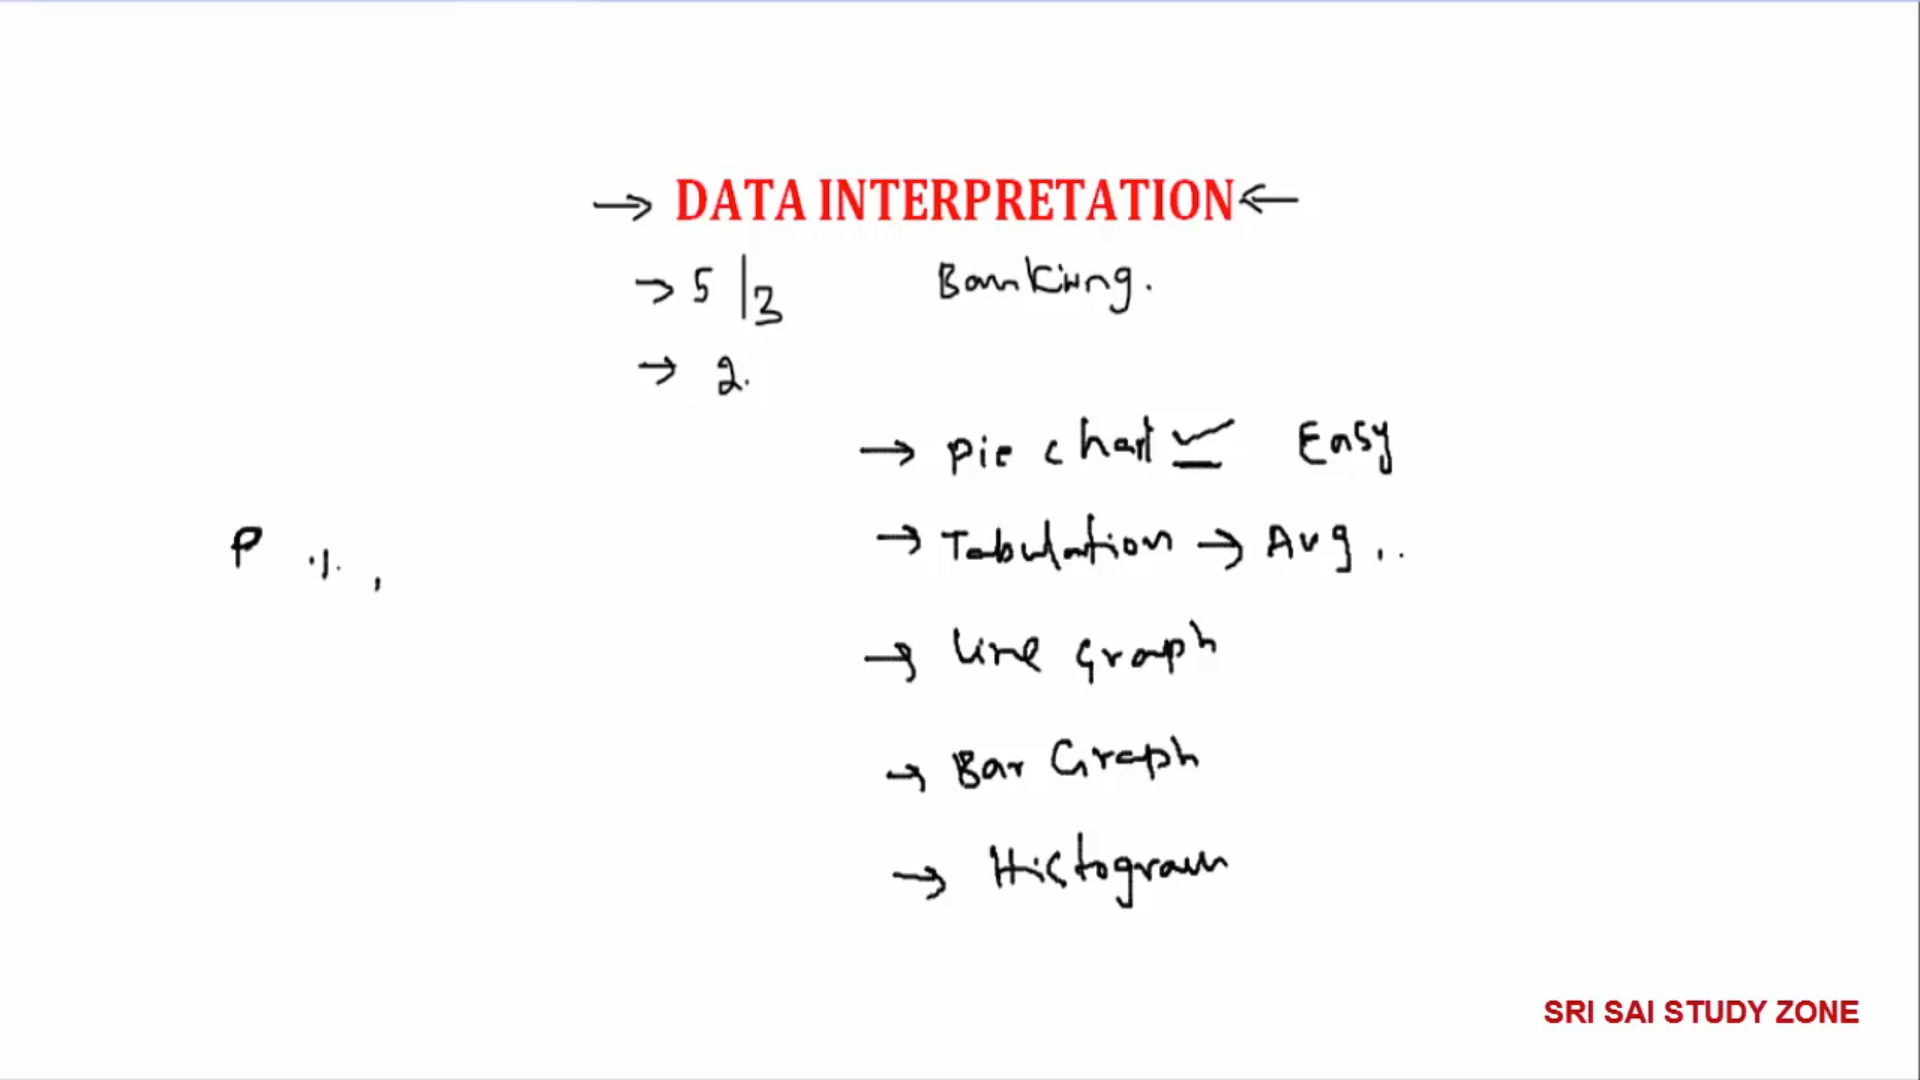 → DATA INTERPRETATION ←
→ 5 | 3 Banking.
→ 2.
→ Pie chart ✓ Easy
P %, → Tabulation → Avg ..
→ Line Graph
→ Bar Graph
→ Histogram
SRI SAI STUDY ZONE